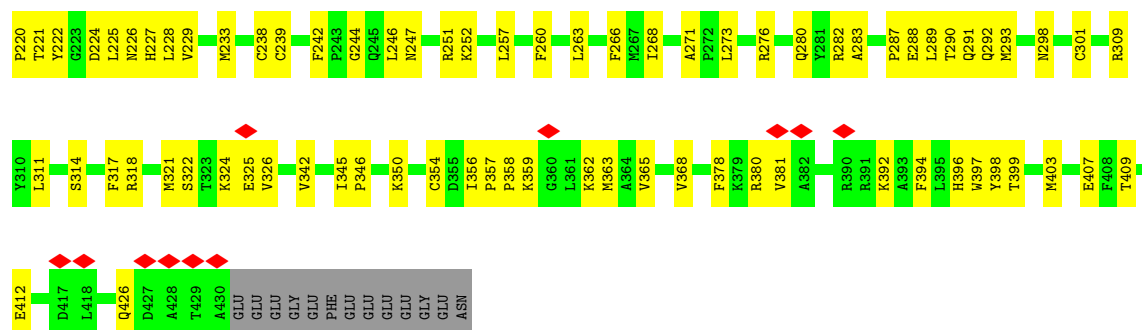 P220 T221 Y222 G223 D224 L225 N226 H227 L228 V229 M233 C238 C239 F242 P243 G244 Q245 L246 N247 R251 K252 L257 F260 L263 F266 M267 I268 A271 P272 L273 R276 Q280 Y281 R282 A283 P287 E288 L289 T290 Q291 Q292 M293 N298 C301 R309
Y310 L311 S314 F317 R318 M321 S322 T323 K324 E325 V326 V342 I345 P346 K350 C354 D355 I356 P357 P358 K359 G360 L361 K362 M363 A364 V365 V368 F378 K379 R380 V381 A382 R390 R391 K392 A393 F394 L395 H396 W397 Y398 T399 M403 E407 F408 T409
E412 D417 L418 Q426 D427 A428 T429 A430 GLU GLU GLU GLY GLU PHE GLU GLU GLU GLU GLY GLU ASN